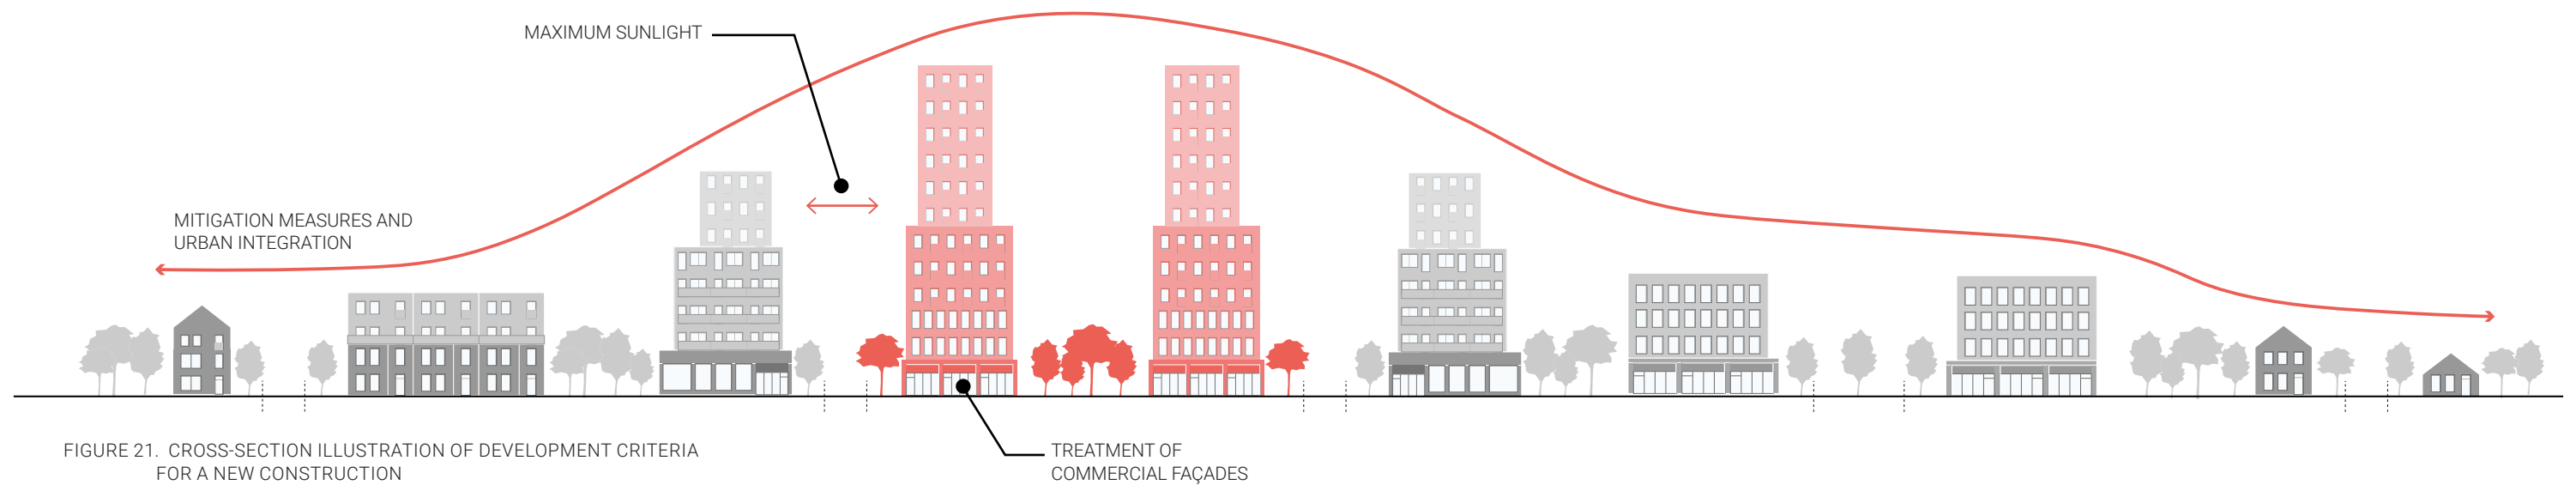 MAXIMUM SUNLIGHT
MITIGATION MEASURES AND
URBAN INTEGRATION
FIGURE 21. CROSS-SECTION ILLUSTRATION OF DEVELOPMENT CRITERIA
FOR A NEW CONSTRUCTION
TREATMENT OF
COMMERCIAL FAÇADES